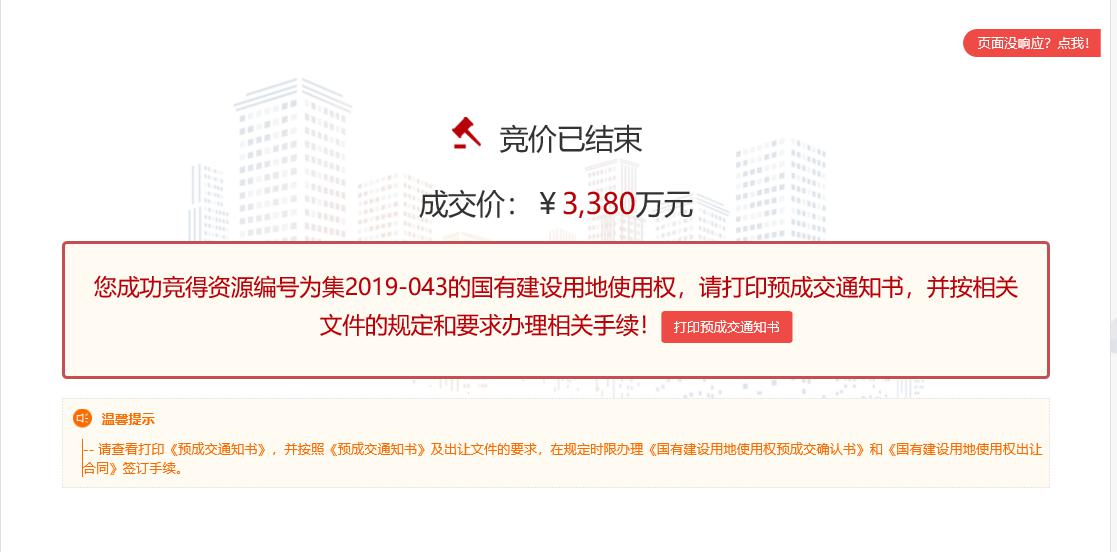 页面没响应？点我！
竞价已结束
成交价：￥3,380万元
您成功竞得资源编号为集2019-043的国有建设用地使用权，请打印预成交通知书，并按相关
文件的规定和要求办理相关手续！ 打印预成交通知书
温馨提示
-- 请查看打印《预成交通知书》，并按照《预成交通知书》及出让文件的要求，在规定时限办理《国有建设用地使用权预成交确认书》和《国有建设用地使用权出让
合同》签订手续。